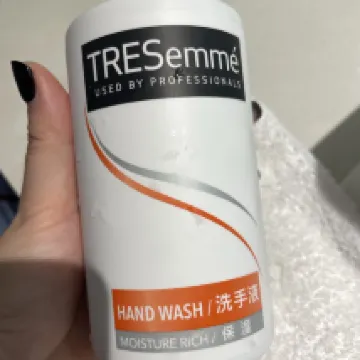 TRESemmé
USED BY PROFESSIONALS
HAND WASH / 洗手液
MOISTURE RICH / 保湿